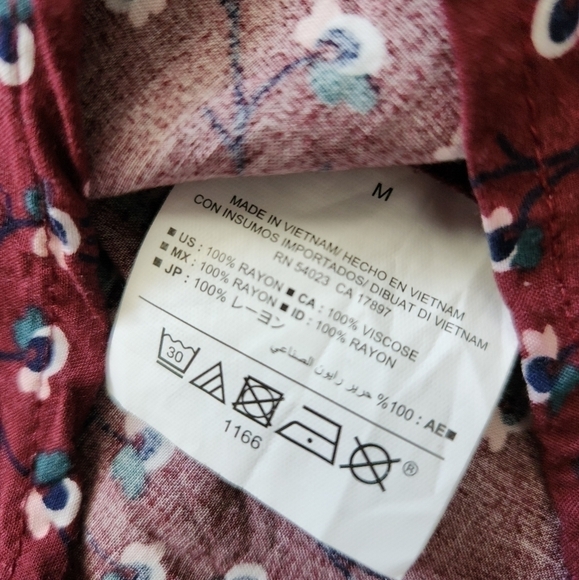 M
MADE IN VIETNAM/ HECHO EN VIETNAM
CON INSUMOS IMPORTADOS/ DIBUAT DI VIETNAM
RN 54023 CA 17897
■ US : 100% RAYON ■ CA : 100% VISCOSE
■ MX : 100% RAYON ■ ID : 100% RAYON
■ JP : 100% レーヨン
■AE : 100% حرير رايون الصناعي
30
®
1166